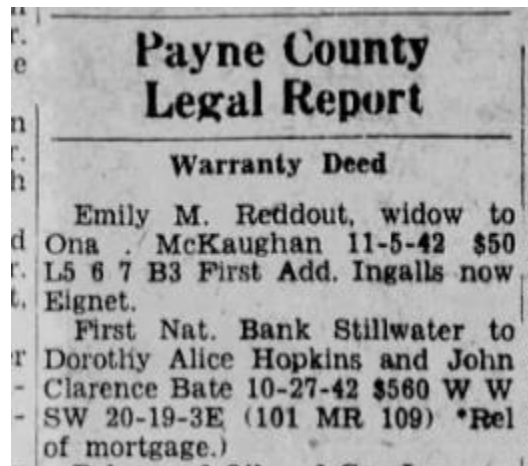 Payne County
Legal Report
Warranty Deed
Emily M. Reddout, widow to
Ona . McKaughan 11-5-42 $50
L5 6 7 B3 First Add. Ingalls now
Eignet.
First Nat. Bank Stillwater to
Dorothy Alice Hopkins and John
Clarence Bate 10-27-42 $560 W W
SW 20-19-3E (101 MR 109) *Rel
of mortgage.)